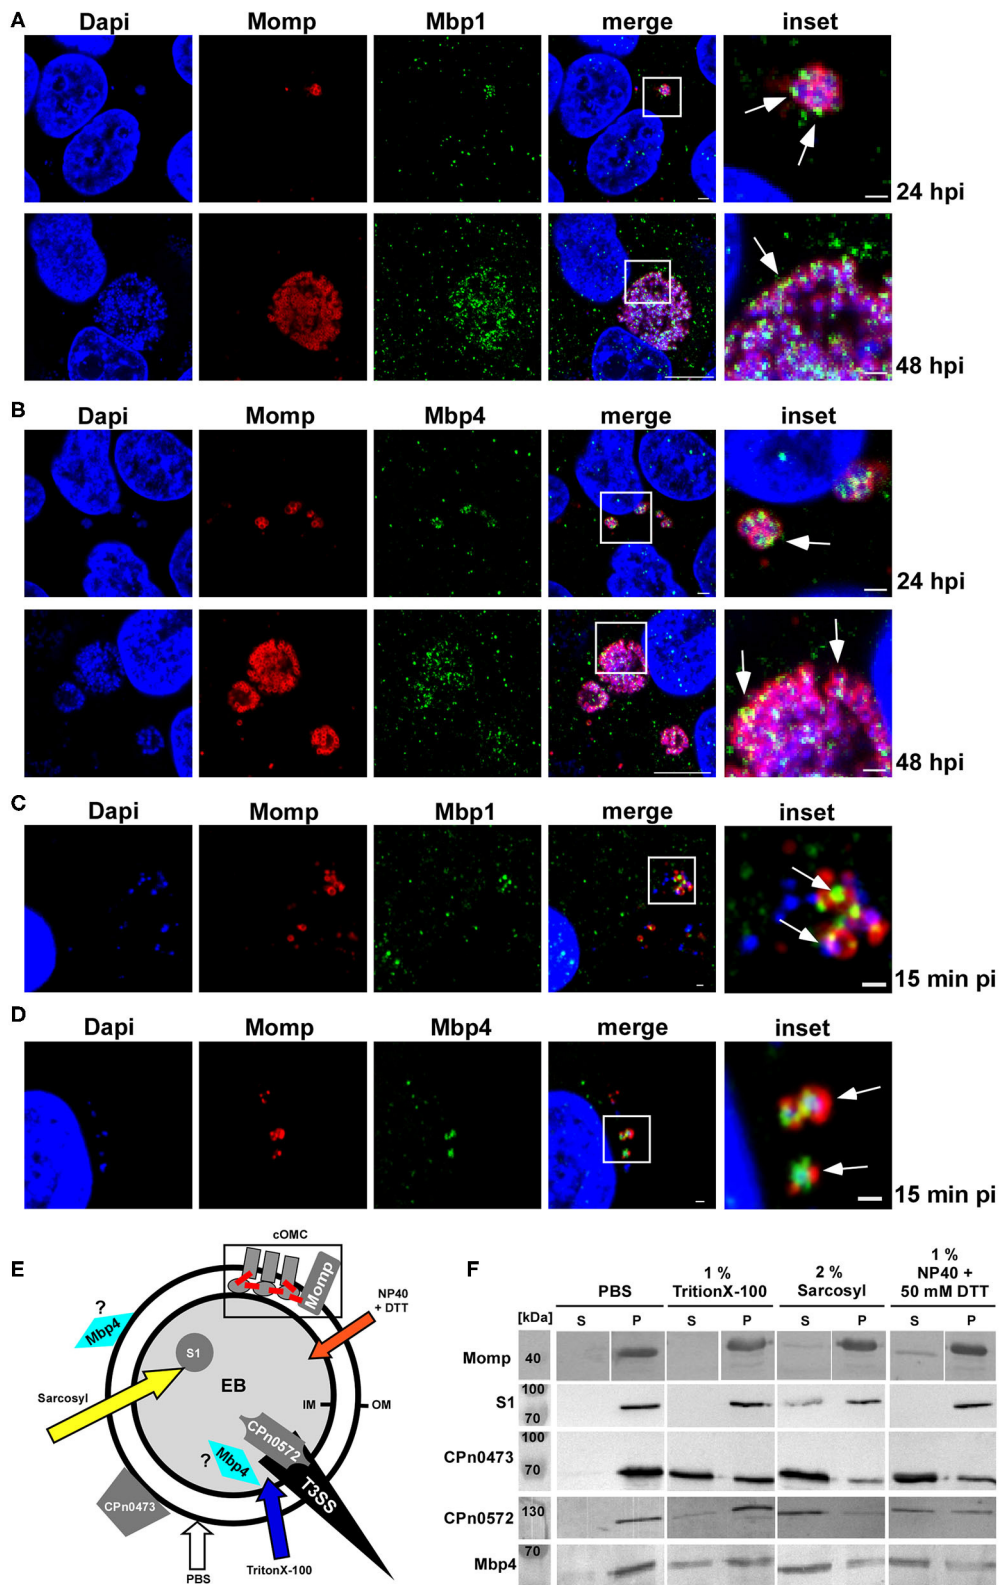 A
Dapi Momp Mbp1 merge inset
24 hpi
48 hpi
B
Dapi Momp Mbp4 merge inset
24 hpi
48 hpi
C
Dapi Momp Mbp1 merge inset
15 min pi
D
Dapi Momp Mbp4 merge inset
15 min pi
E
cOMC
Momp
NP40
+ DTT
?
Mbp4
S1
EB
Sarcosyl
IM
OM
CPn0572
?
Mbp4
T3SS
CPn0473
PBS
TritonX-100
F
PBS
1 %
TritonX-100
2 %
Sarcosyl
1 %
NP40 +
50 mM DTT
[kDa] S P S P S P S P
Momp 40
100
S1
70
100
CPn0473
70
CPn0572 130
70
Mbp4